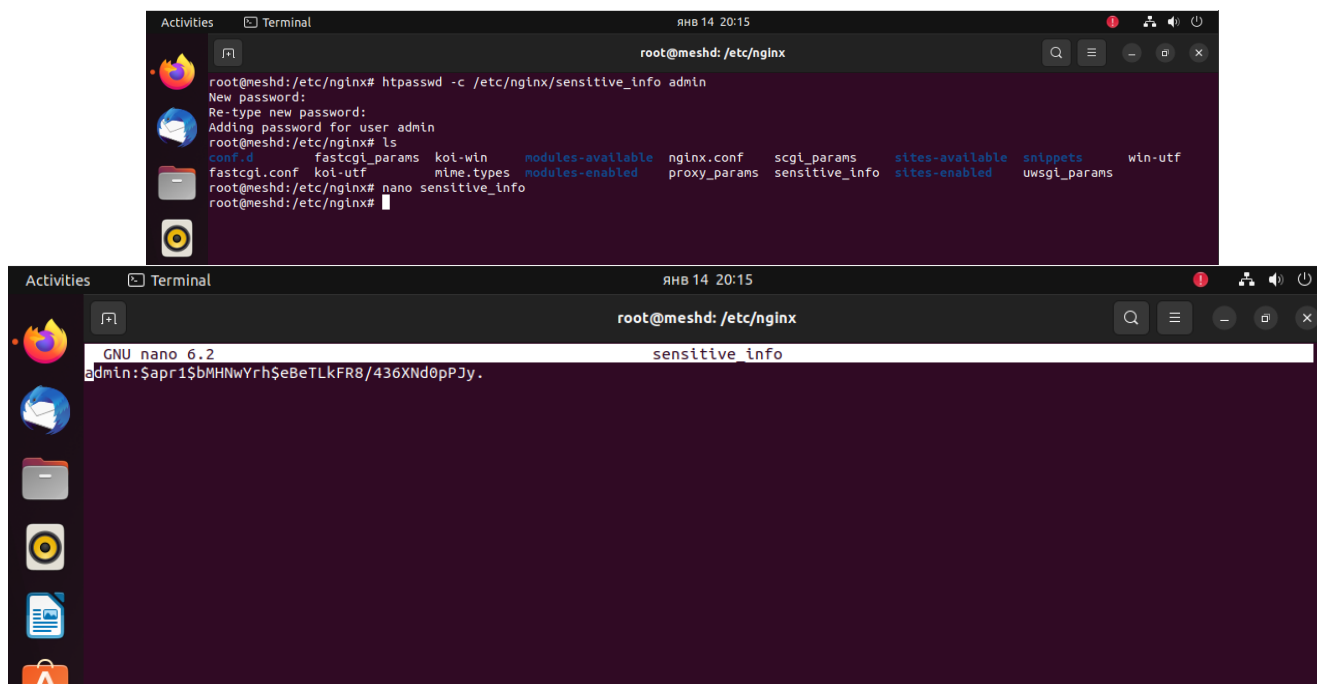 Activities Terminal янв 14 20:15
root@meshd: /etc/nginx
root@meshd:/etc/nginx# htpasswd -c /etc/nginx/sensitive_info admin
New password:
Re-type new password:
Adding password for user admin
root@meshd:/etc/nginx# ls
conf.d fastcgi_params koi-win modules-available nginx.conf scgi_params sites-available snippets win-utf
fastcgi.conf koi-utf mime.types modules-enabled proxy_params sensitive_info sites-enabled uwsgi_params
root@meshd:/etc/nginx# nano sensitive_info
root@meshd:/etc/nginx#
Activities Terminal янв 14 20:15
root@meshd: /etc/nginx
GNU nano 6.2 sensitive_info
admin:$apr1$bMHNwYrh$eBeTLkFR8/436XNd0pPJy.